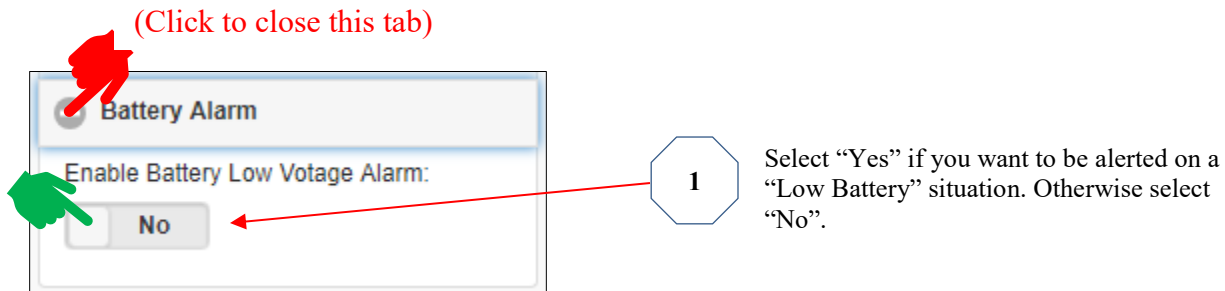 (Click to close this tab)
Battery Alarm
Enable Battery Low Votage Alarm:
No
1
Select “Yes” if you want to be alerted on a
“Low Battery” situation. Otherwise select
“No”.